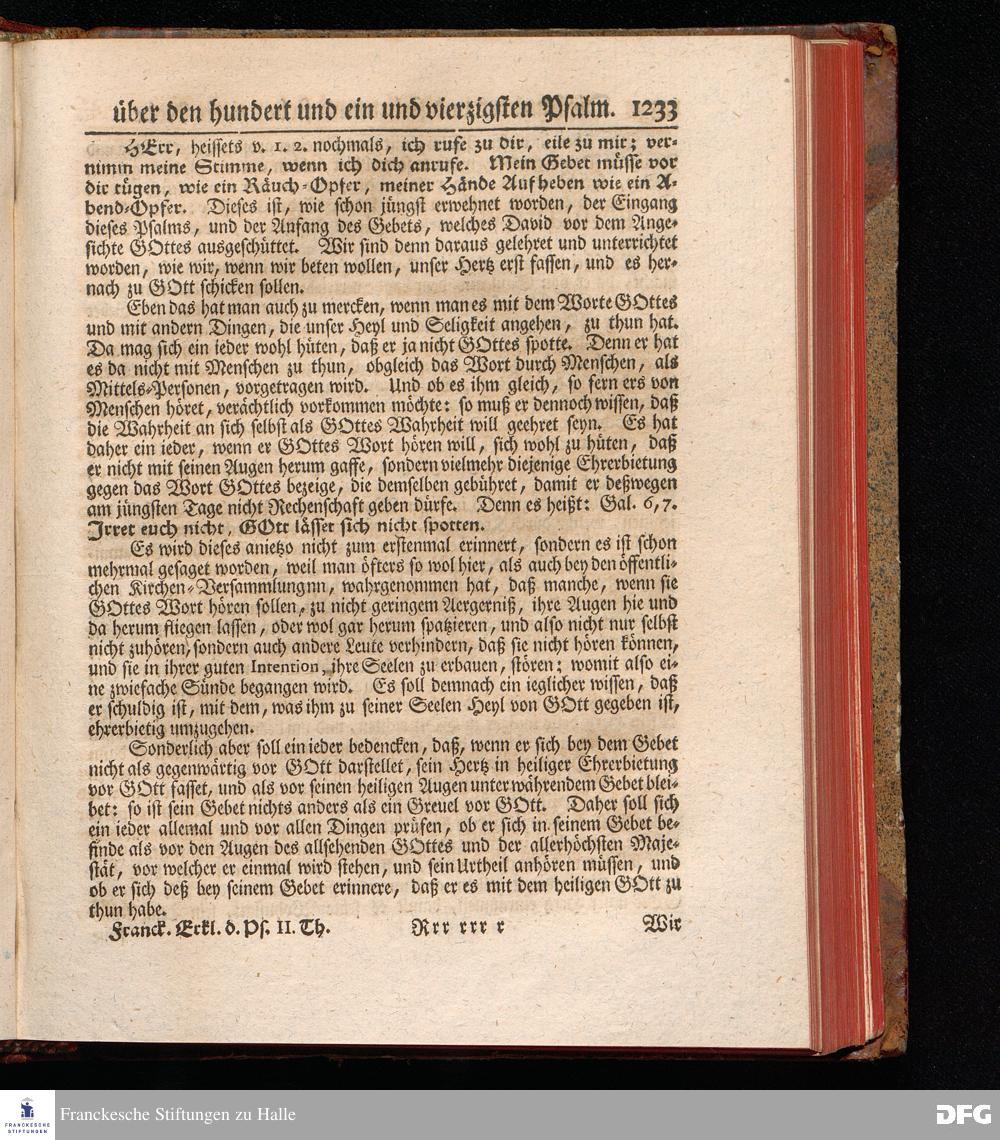 über den hundert und ein und vierzigsten Psalm. 1233
HErr, heissets v. 1. 2. nochmals, ich rufe zu dir, eile zu mir; ver-
nimm meine Stimme, wenn ich dich anrufe. Mein Gebet müsse vor
dir tügen, wie ein Räuch-Opfer, meiner Hände Aufheben wie ein A-
bend-Opfer. Dieses ist, wie schon jüngst erwehnet worden, der Eingang
dieses Psalms, und der Anfang des Gebets, welches David vor dem Ange-
sichte GOttes ausgeschüttet. Wir sind denn daraus gelehret und unterrichtet
worden, wie wir, wenn wir beten wollen, unser Hertz erst fassen, und es her-
nach zu GOtt schicken sollen.
Eben das hat man auch zu mercken, wenn man es mit dem Worte GOttes
und mit andern Dingen, die unser Heyl und Seligkeit angehen, zu thun hat.
Da mag sich ein ieder wohl hüten, daß er ja nicht GOttes spotte. Denn er hat
es da nicht mit Menschen zu thun, obgleich das Wort durch Menschen, als
Mittels-Personen, vorgetragen wird. Und ob es ihm gleich, so fern ers von
Menschen höret, verächtlich vorkommen möchte: so muß er dennoch wissen, daß
die Wahrheit an sich selbst als GOttes Wahrheit will geehret seyn. Es hat
daher ein ieder, wenn er GOttes Wort hören will, sich wohl zu hüten, daß
er nicht mit seinen Augen herum gaffe, sondern vielmehr diejenige Ehrerbietung
gegen das Wort GOttes bezeige, die demselben gebühret, damit er deßwegen
am jüngsten Tage nicht Rechenschaft geben dürfe. Denn es heißt: Gal. 6, 7.
Irret euch nicht, GOtt lässet sich nicht spotten.
Es wird dieses anietzo nicht zum erstenmal erinnert, sondern es ist schon
mehrmal gesaget worden, weil man öfters so wol hier, als auch bey den öffentli-
chen Kirchen-Versammlungnn, wahrgenommen hat, daß manche, wenn sie
GOttes Wort hören sollen, zu nicht geringem Aergerniß, ihre Augen hie und
da herum fliegen lassen, oder wol gar herum spatzieren, und also nicht nur selbst
nicht zuhören, sondern auch andere Leute verhindern, daß sie nicht hören können,
und sie in ihrer guten Intention, ihre Seelen zu erbauen, stören; womit also ei-
ne zwiefache Sünde begangen wird. Es soll demnach ein ieglicher wissen, daß
er schuldig ist, mit dem, was ihm zu seiner Seelen Heyl von GOtt gegeben ist,
ehrerbietig umzugehen.
Sonderlich aber soll ein ieder bedencken, daß, wenn er sich bey dem Gebet
nicht als gegenwärtig vor GOtt darstellet, sein Hertz in heiliger Ehrerbietung
vor GOtt fasset, und als vor seinen heiligen Augen unter währendem Gebet blei-
bet: so ist sein Gebet nichts anders als ein Greuel vor GOtt. Daher soll sich
ein ieder allemal und vor allen Dingen prüfen, ob er sich in seinem Gebet be-
finde als vor den Augen des allsehenden GOttes und der allerhöchsten Maje-
stät, vor welcher er einmal wird stehen, und sein Urtheil anhören müssen, und
ob er sich deß bey seinem Gebet erinnere, daß er es mit dem heiligen GOtt zu
thun habe.
Franck. Erkl. d. Ps. II. Th. Rrr rrr r Wir
FRANCKESCHE
STIFTUNGEN
Franckesche Stiftungen zu Halle
DFG